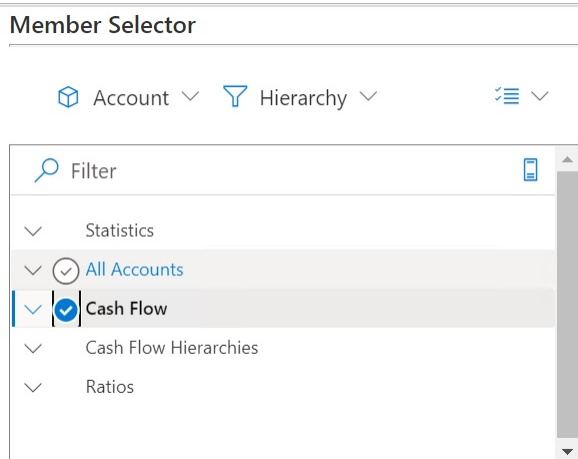 Member Selector
Account Hierarchy
Filter
Statistics
All Accounts
Cash Flow
Cash Flow Hierarchies
Ratios